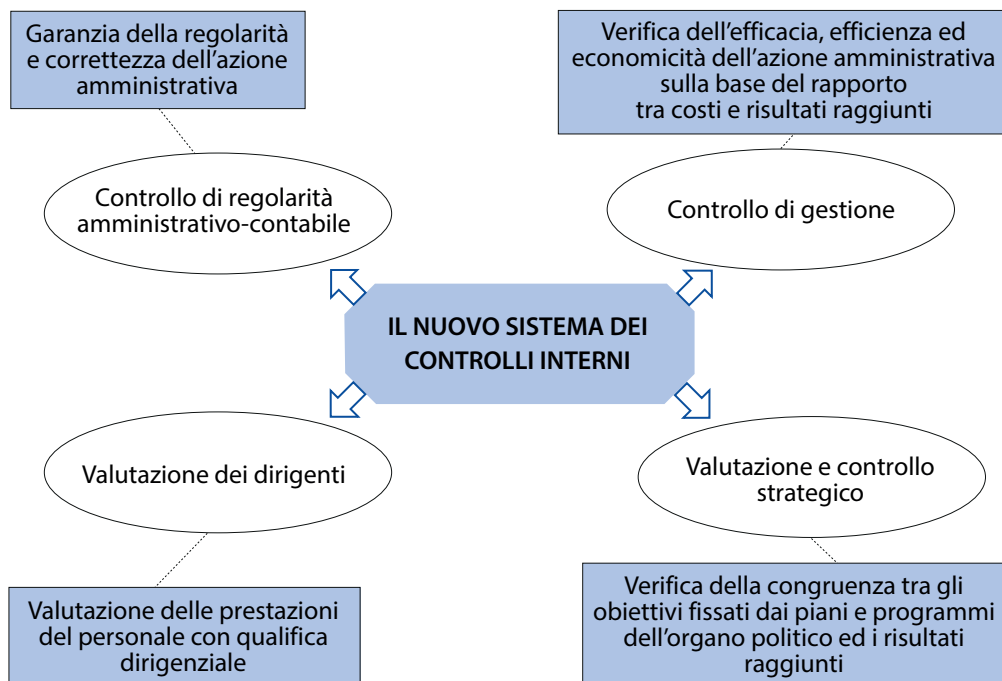 Garanzia della regolarità
e correttezza dell'azione
amministrativa
Verifica dell'efficacia, efficienza ed
economicità dell'azione amministrativa
sulla base del rapporto
tra costi e risultati raggiunti
Controllo di regolarità
amministrativo-contabile
Controllo di gestione
IL NUOVO SISTEMA DEI
CONTROLLI INTERNI
Valutazione dei dirigenti
Valutazione e controllo
strategico
Valutazione delle prestazioni
del personale con qualifica
dirigenziale
Verifica della congruenza tra gli
obiettivi fissati dai piani e programmi
dell'organo politico ed i risultati
raggiunti